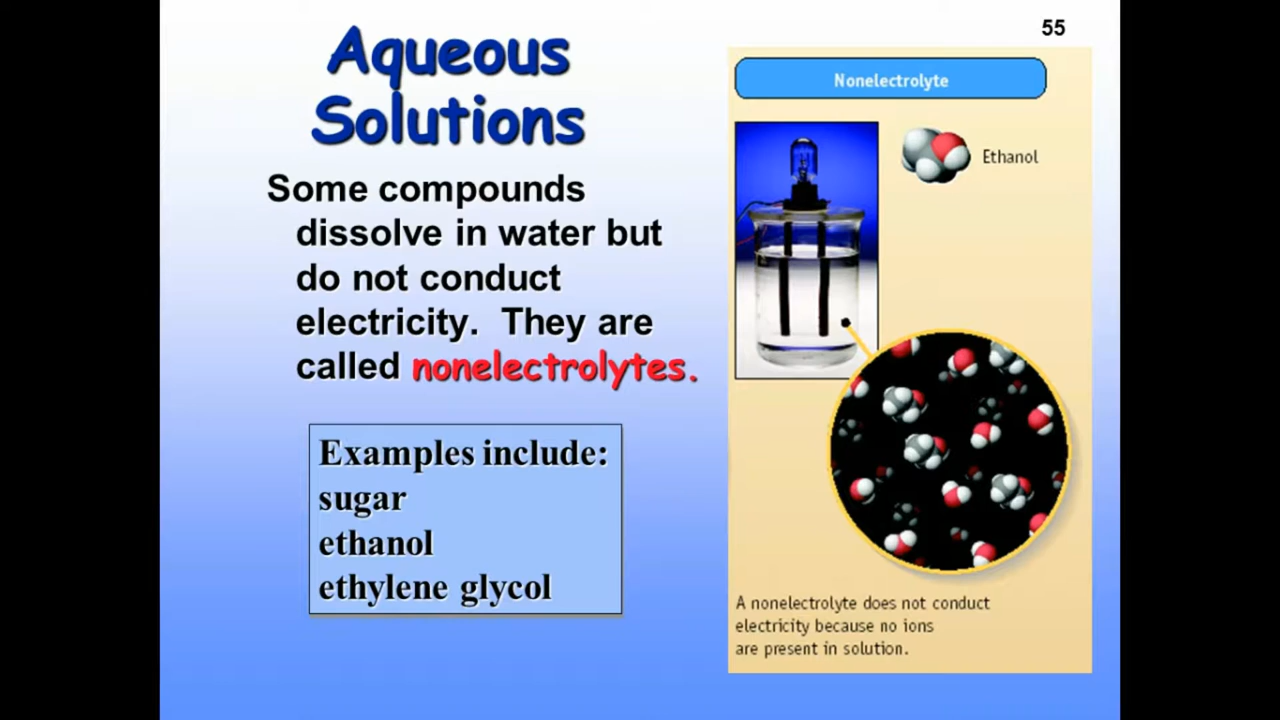 55
Aqueous
Solutions
Some compounds
dissolve in water but
do not conduct
electricity. They are
called nonelectrolytes.
Examples include:
sugar
ethanol
ethylene glycol
Nonelectrolyte
Ethanol
A nonelectrolyte does not conduct
electricity because no ions
are present in solution.